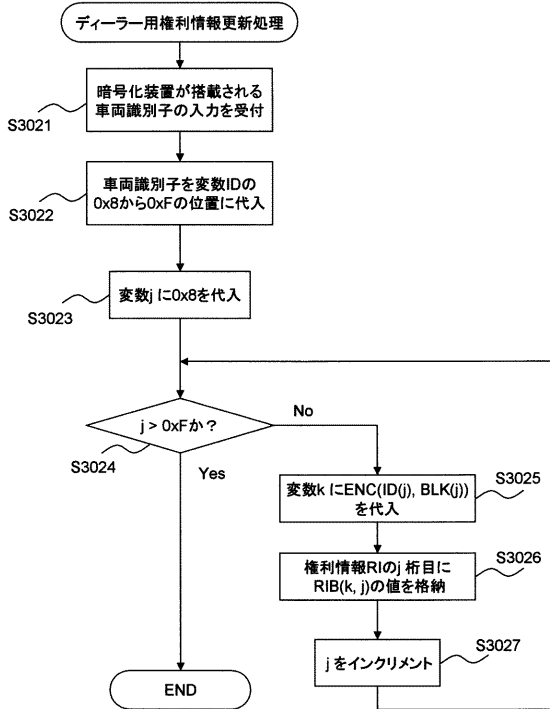 ディーラー用権利情報更新処理
暗号化装置が搭載される
車両識別子の入力を受付
S3021
車両識別子を変数IDの
0x8から0xFの位置に代入
S3022
変数j に0x8を代入
S3023
j > 0xFか？
No
S3024
Yes
変数k にENC(ID(j), BLK(j))
を代入
S3025
権利情報RIのj 桁目に
RIB(k, j)の値を格納
S3026
j をインクリメント
S3027
END